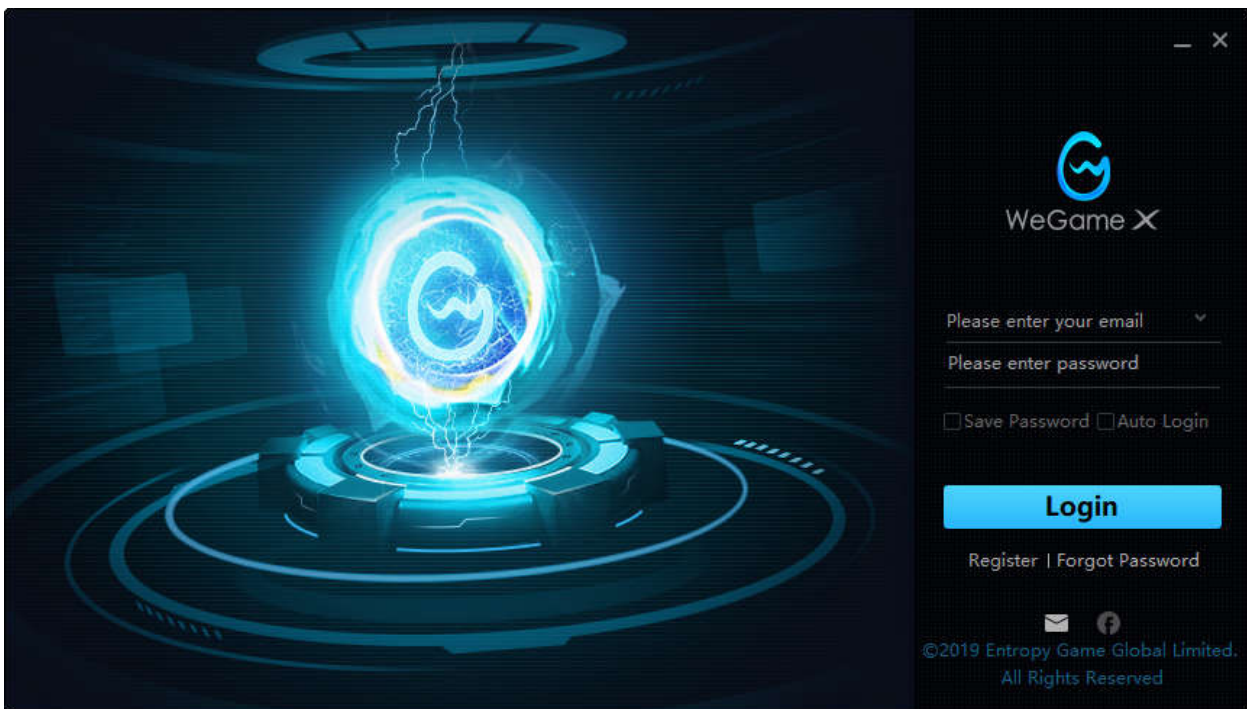 WeGame X
Please enter your email
Please enter password
Save Password Auto Login
Login
Register | Forgot Password
©2019 Entropy Game Global Limited.
All Rights Reserved